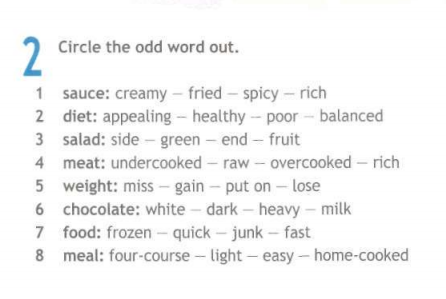 2 Circle the odd word out.
1 sauce: creamy — fried — spicy — rich
2 diet: appealing — healthy — poor — balanced
3 salad: side — green — end — fruit
4 meat: undercooked — raw — overcooked — rich
5 weight: miss — gain — put on — lose
6 chocolate: white — dark — heavy — milk
7 food: frozen — quick — junk — fast
8 meal: four-course — light — easy — home-cooked